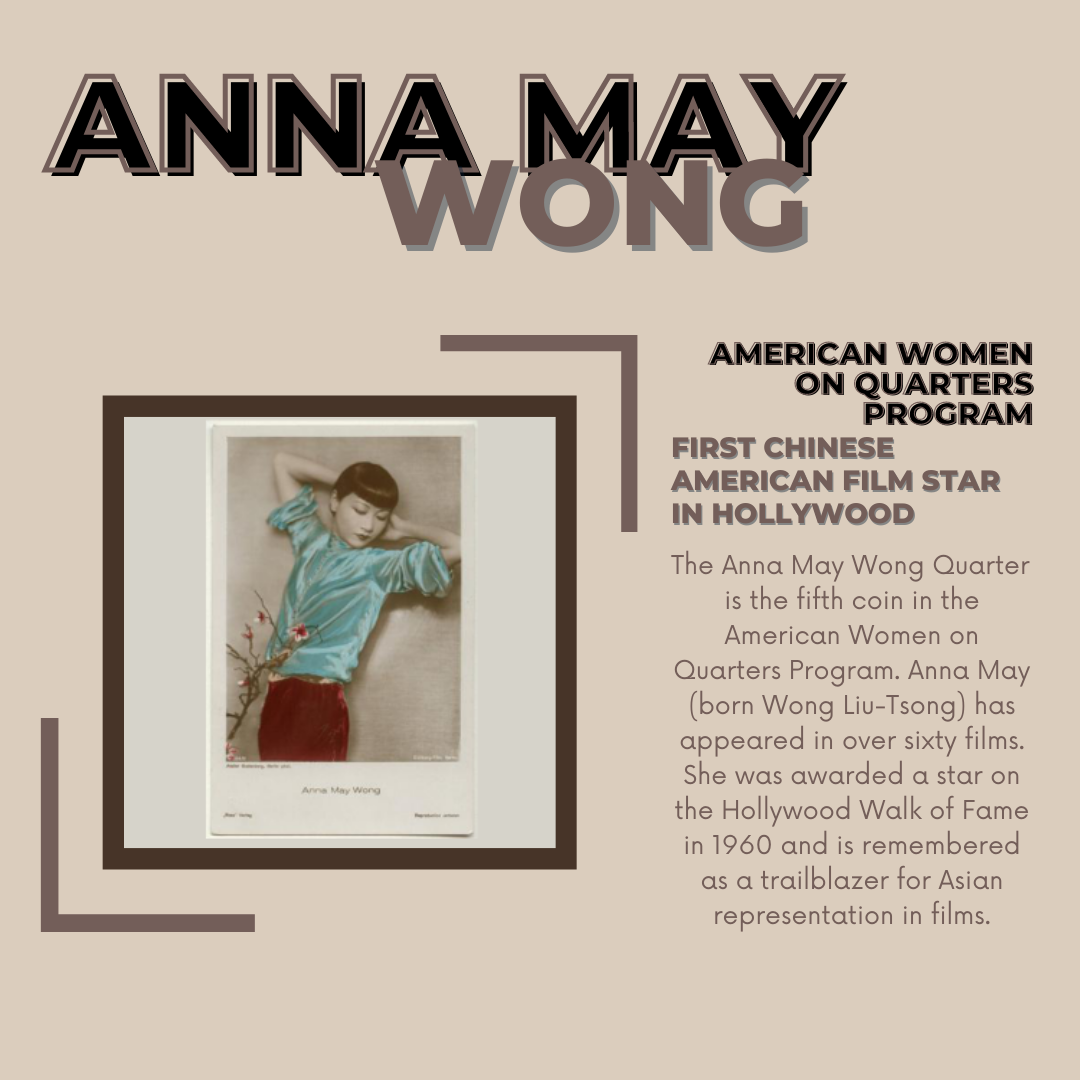 ANNA MAY
WONG
AMERICAN WOMEN
ON QUARTERS
PROGRAM
FIRST CHINESE
AMERICAN FILM STAR
IN HOLLYWOOD
The Anna May Wong Quarter
is the fifth coin in the
American Women on
Quarters Program. Anna May
(born Wong Liu-Tsong) has
appeared in over sixty films.
She was awarded a star on
the Hollywood Walk of Fame
in 1960 and is remembered
as a trailblazer for Asian
representation in films.
Anna May Wong